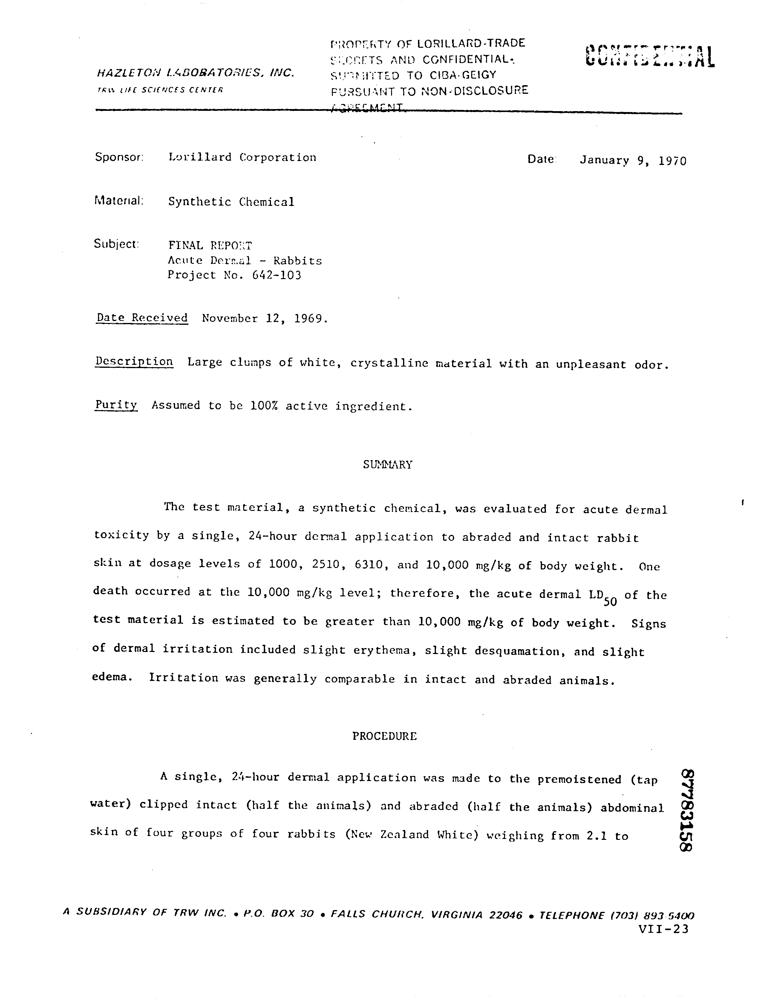 PROPERTY OF LORILLARD-TRADE
SECRETS AND CONFIDENTIAL-
SUBMITTED TO CIBA-GEIGY
PURSUANT TO NON-DISCLOSURE
AGREEMENT.
CONFIDENTIAL
HAZLETON LABORATORIES, INC.
TRW LIFE SCIENCES CENTER
Sponsor: Lorillard Corporation Date: January 9, 1970
Material: Synthetic Chemical
Subject: FINAL REPORT
Acute Dermal - Rabbits
Project No. 642-103
Date Received November 12, 1969.
Description Large clumps of white, crystalline material with an unpleasant odor.
Purity Assumed to be 100% active ingredient.
SUMMARY
The test material, a synthetic chemical, was evaluated for acute dermal
toxicity by a single, 24-hour dermal application to abraded and intact rabbit
skin at dosage levels of 1000, 2510, 6310, and 10,000 mg/kg of body weight. One
death occurred at the 10,000 mg/kg level; therefore, the acute dermal LD50 of the
test material is estimated to be greater than 10,000 mg/kg of body weight. Signs
of dermal irritation included slight erythema, slight desquamation, and slight
edema. Irritation was generally comparable in intact and abraded animals.
PROCEDURE
A single, 24-hour dermal application was made to the premoistened (tap
water) clipped intact (half the animals) and abraded (half the animals) abdominal
skin of four groups of four rabbits (New Zealand White) weighing from 2.1 to
87783158
A SUBSIDIARY OF TRW INC. • P.O. BOX 30 • FALLS CHURCH, VIRGINIA 22046 • TELEPHONE (703) 893 5400
VII-23